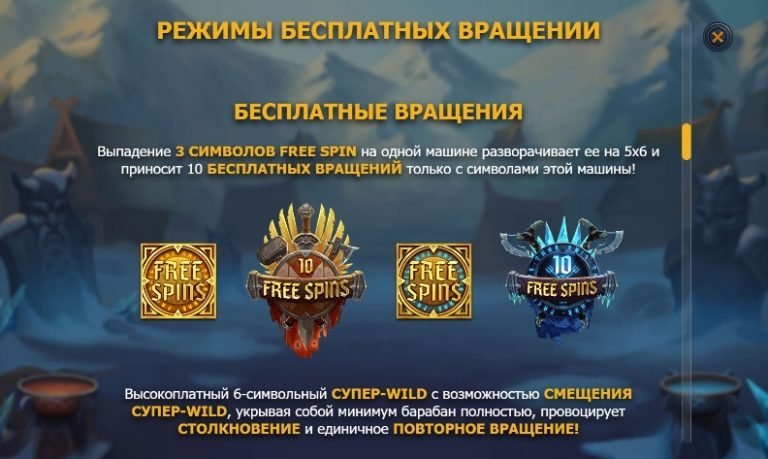 РЕЖИМЫ БЕСПЛАТНЫХ ВРАЩЕНИИ
БЕСПЛАТНЫЕ ВРАЩЕНИЯ
Выпадение 3 СИМВОЛОВ FREE SPIN на одной машине разворачивает ее на 5x6 и
приносит 10 БЕСПЛАТНЫХ ВРАЩЕНИЙ только с символами этой машины!
FREE
SPINS
10
FREE SPINS
FREE
SPINS
10
FREE SPINS
Высокоплатный 6-символьный СУПЕР-WILD с возможностью СМЕЩЕНИЯ
СУПЕР-WILD, укрывая собой минимум барабан полностью, провоцирует
СТОЛКНОВЕНИЕ и единичное ПОВТОРНОЕ ВРАЩЕНИЕ!